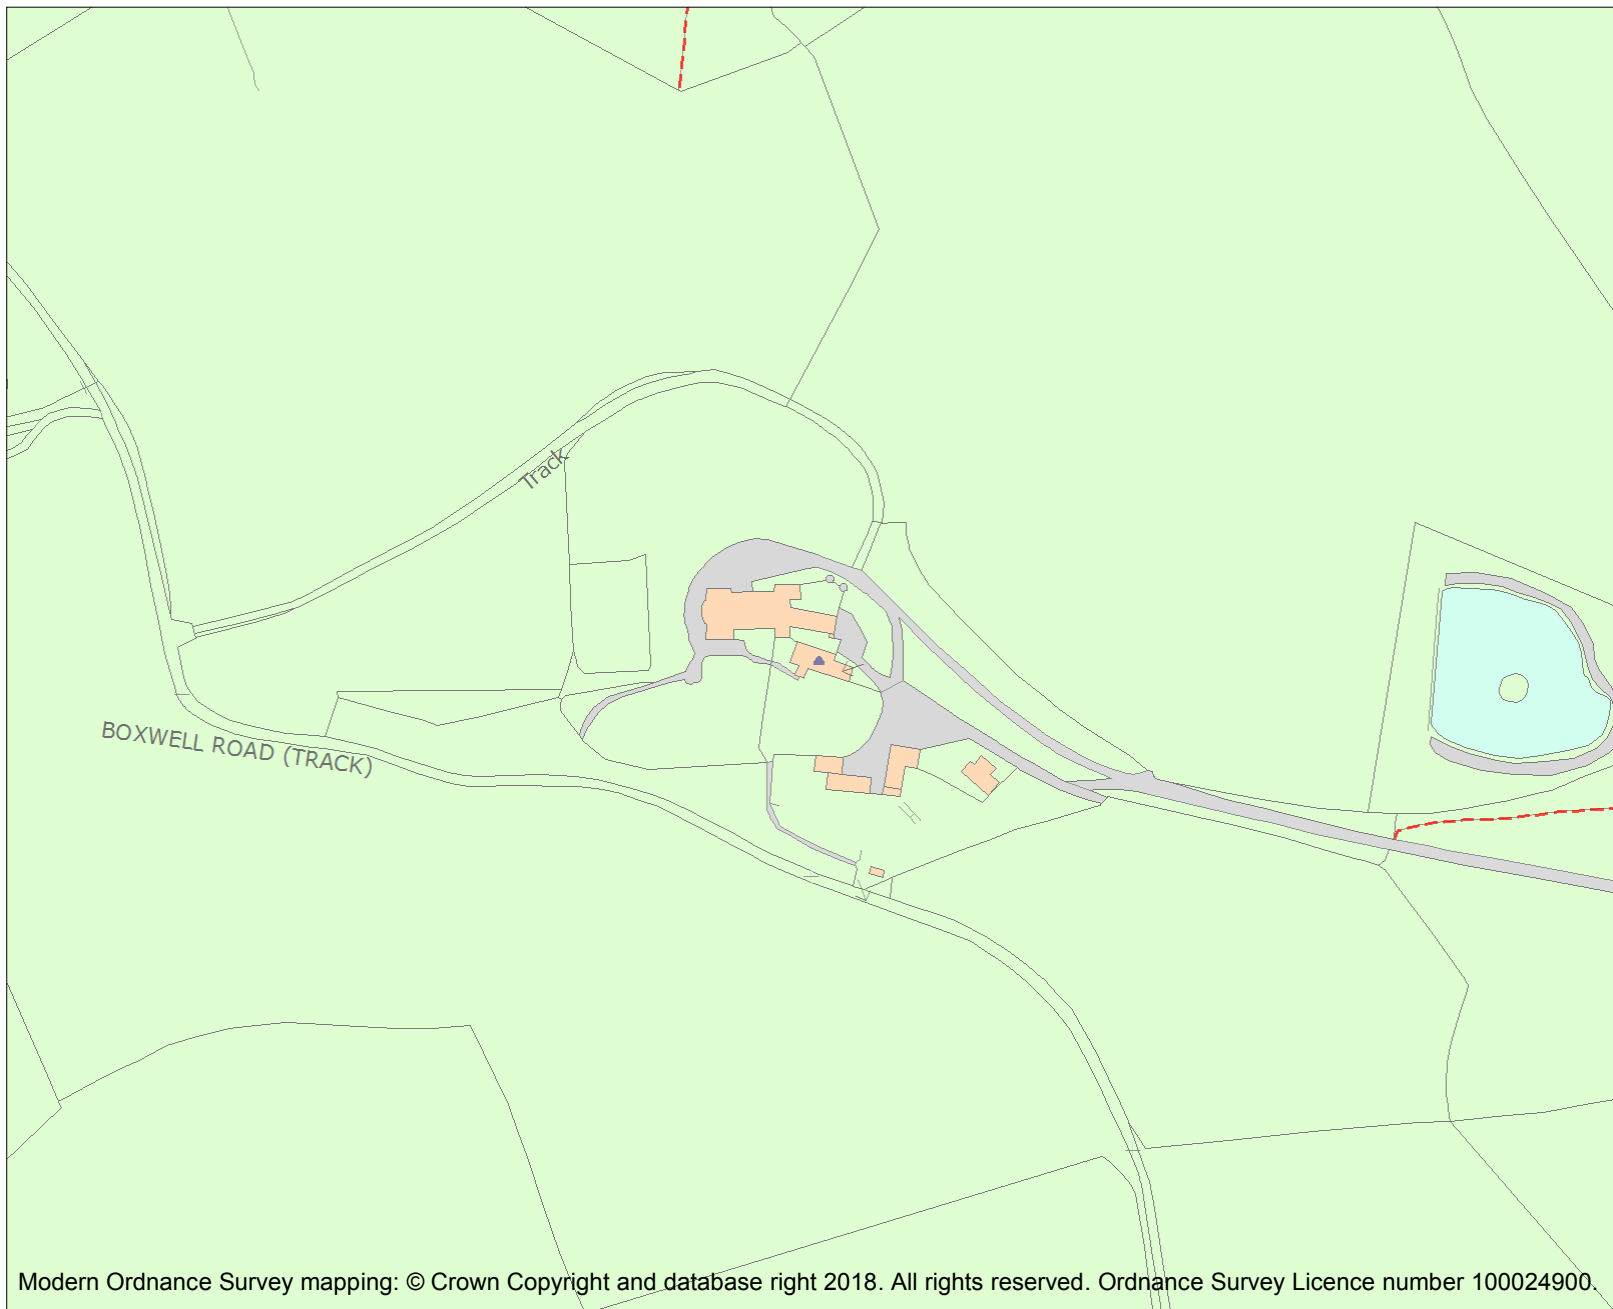 Track
BOXWELL ROAD (TRACK)
Modern Ordnance Survey mapping: © Crown Copyright and database right 2018. All rights reserved. Ordnance Survey Licence number 100024900.